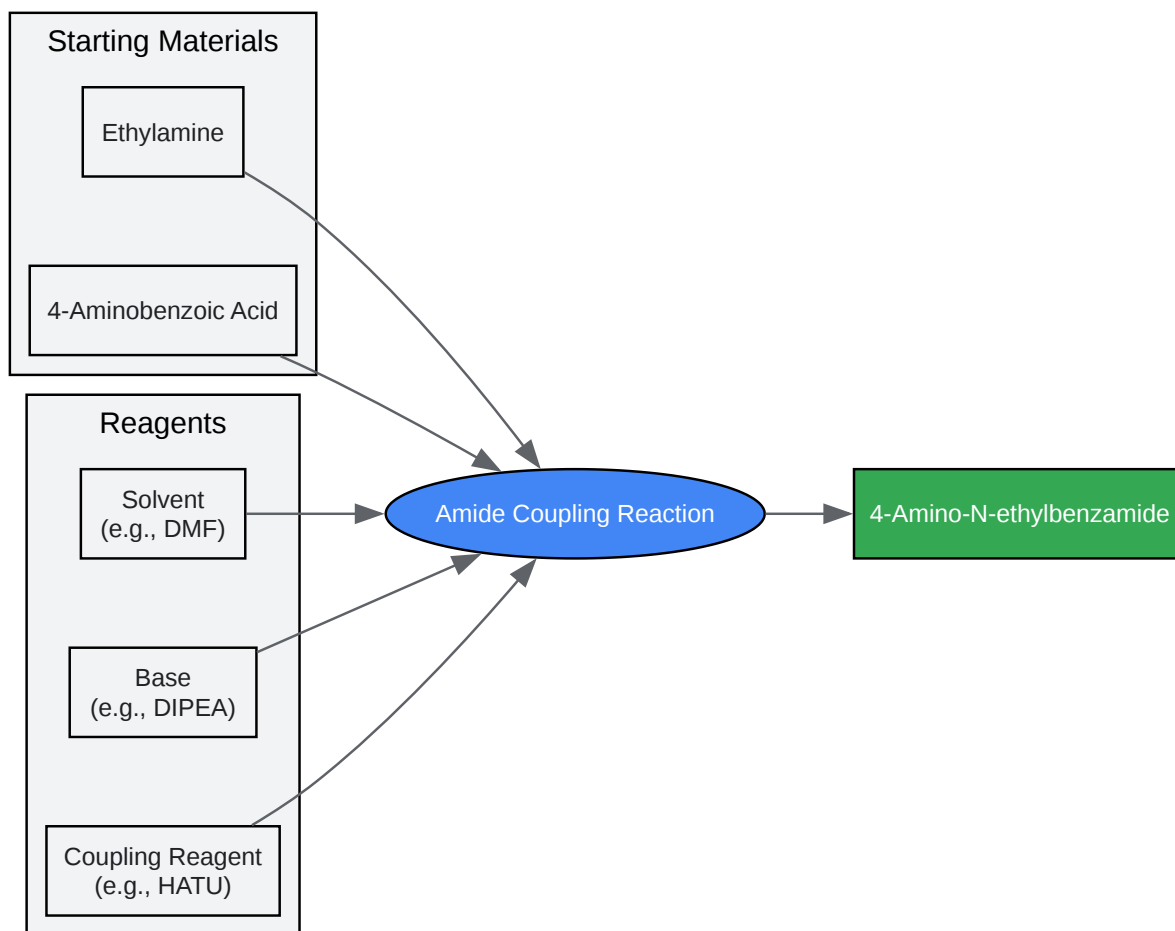 Starting Materials
Ethylamine
4-Aminobenzoic Acid
Reagents
Solvent
(e.g., DMF)
Base
(e.g., DIPEA)
Coupling Reagent
(e.g., HATU)
Amide Coupling Reaction
4-Amino-N-ethylbenzamide